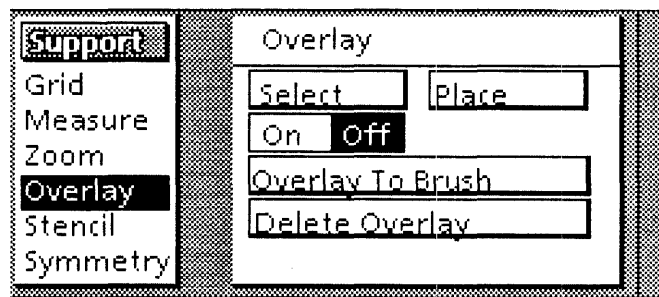 Support
Grid
Measure
Zoom
Overlay
Stencil
Symmetry
Overlay
Select Place
On Off
Overlay To Brush
Delete Overlay